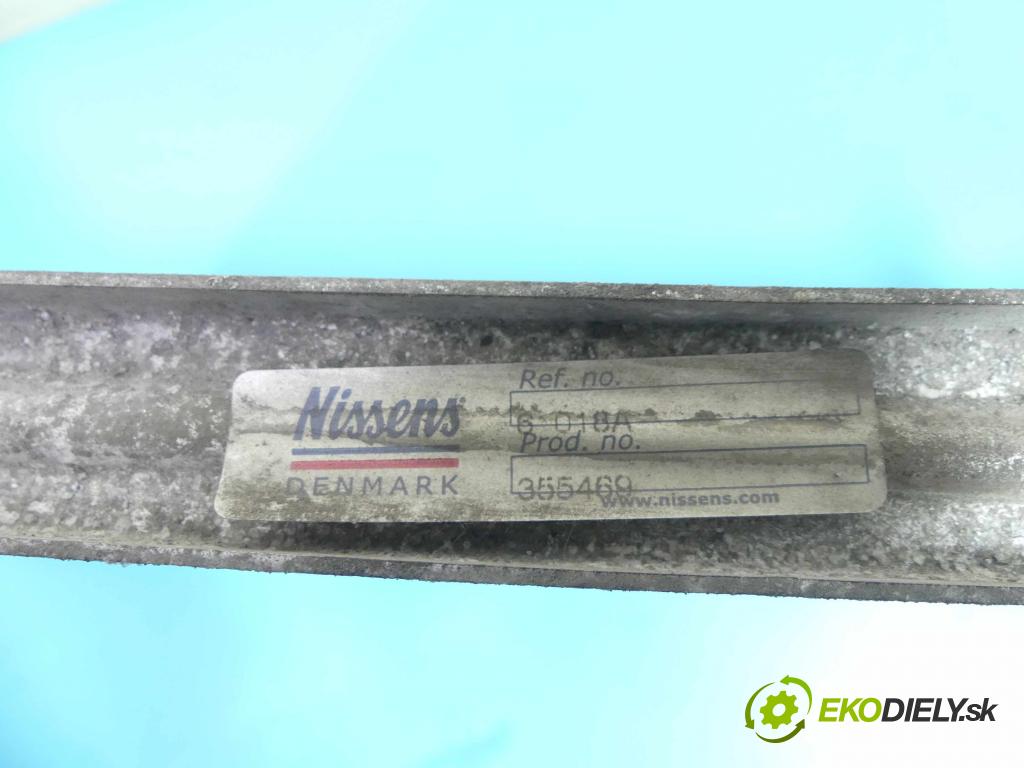 Nissens
DENMARK
Ref. no.
018A
Prod. no.
355469
www.nissens.com
EKODIELY.sk